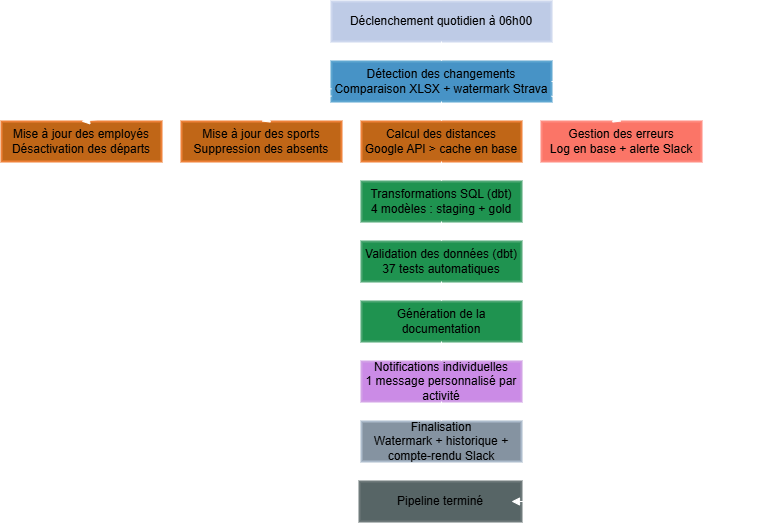 Déclenchement quotidien à 06h00
Détection des changements
Comparaison XLSX + watermark Strava
Mise à jour des employés
Désactivation des départs
Mise à jour des sports
Suppression des absents
Calcul des distances
Google API > cache en base
Gestion des erreurs
Log en base + alerte Slack
Transformations SQL (dbt)
4 modèles : staging + gold
Validation des données (dbt)
37 tests automatiques
Génération de la
documentation
Notifications individuelles
1 message personnalisé par
activité
Finalisation
Watermark + historique +
compte-rendu Slack
Pipeline terminé